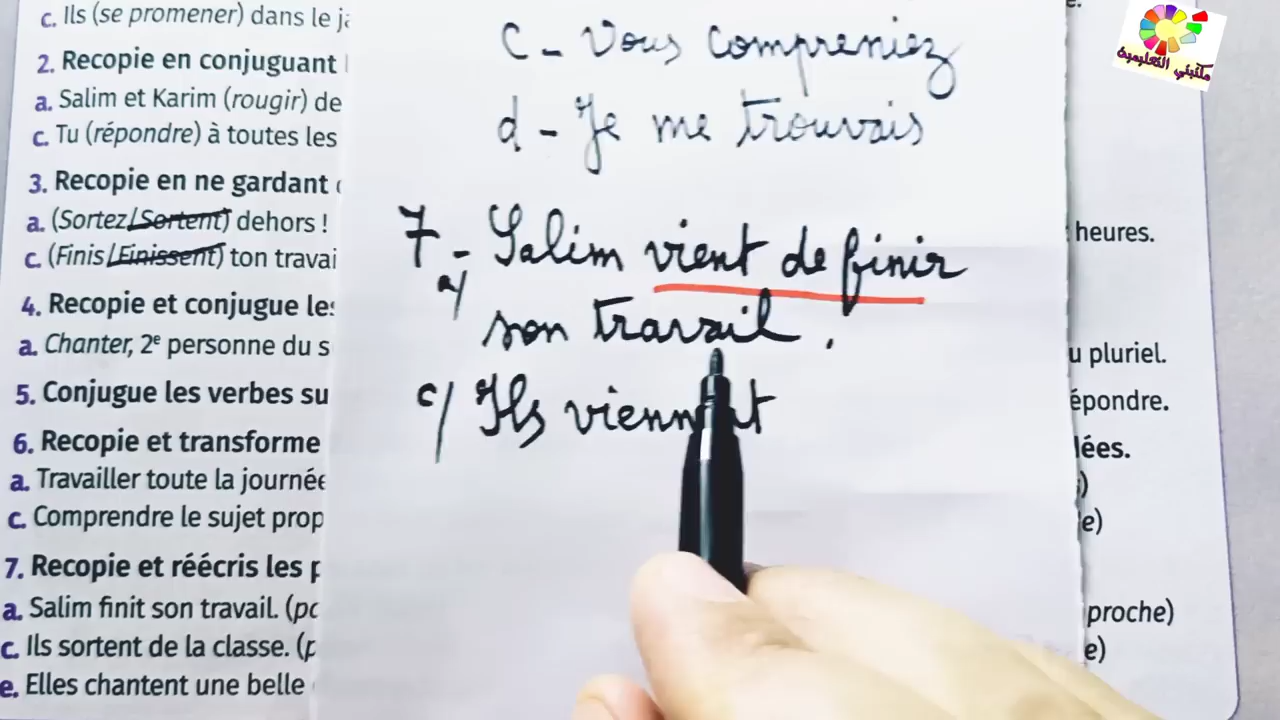 c. Ils (se promener) dans le
2. Recopie en conjuguant
a. Salim et Karim (rougir) de
c. Tu (répondre) à toutes les
3. Recopie en ne gardant
a. (Sortez/Sortent) dehors !
c. (Finis/Finissent) ton travai
4. Recopie et conjugue les
a. Chanter, 2e personne du s
5. Conjugue les verbes su
6. Recopie et transforme
a. Travailler toute la journée
c. Comprendre le sujet prop
7. Recopie et réécris les p
a. Salim finit son travail. (pa
c. Ils sortent de la classe. (p
e. Elles chantent une belle
c - Vous compreniez
d - Je me trouvais
7 - Salim vient de finir
a/
son travail.
c/ Ils viennent
heures.
u pluriel.
épondre.
lées.
)
e)
proche)
e)
مكتبتي التعليمية